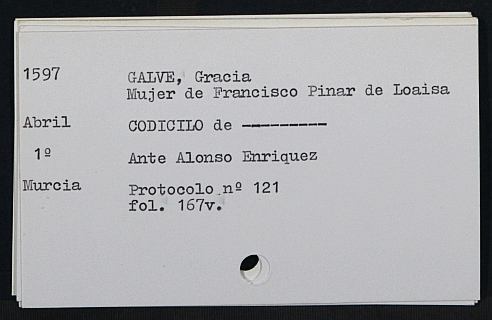 1597 GALVE, Gracia
Mujer de Francisco Pinar de Loaisa
Abril CODICILO de ---------
1º Ante Alonso Enriquez
Murcia Protocolo nº 121
fol. 167v.